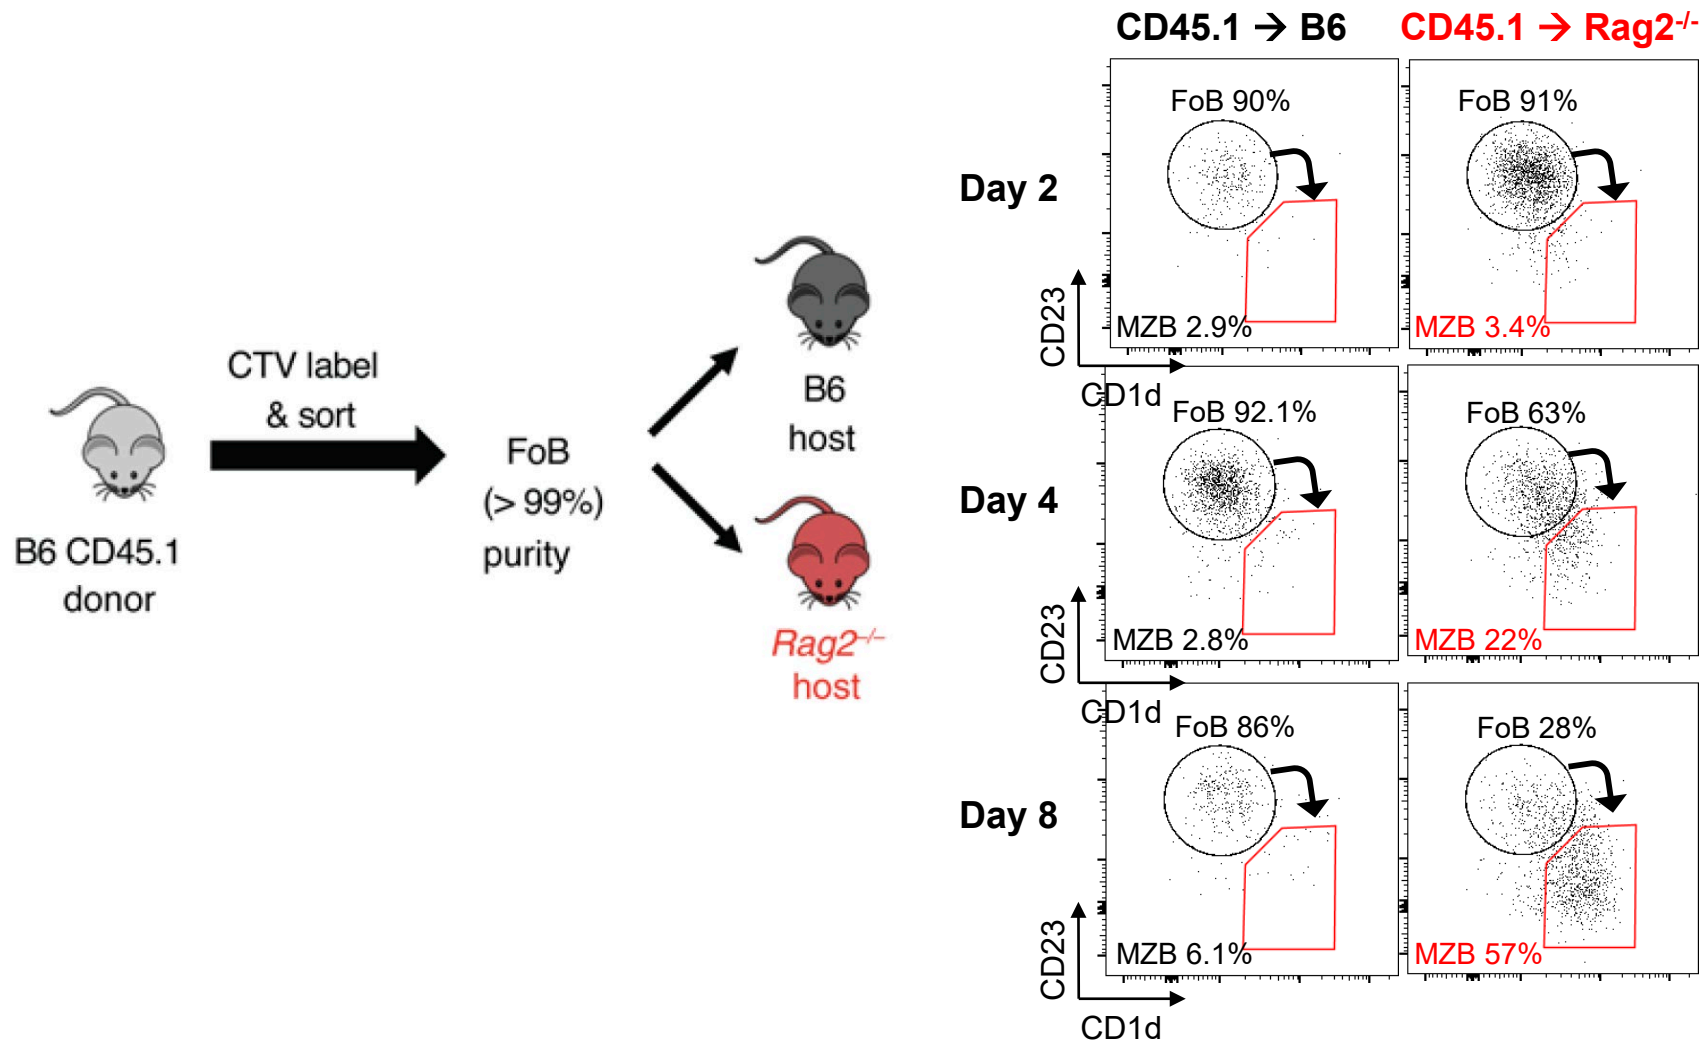 CTV label
& sort
B6 CD45.1
donor
FoB
(> 99%)
purity
B6
host
Rag2–/–
host
CD45.1 → B6
CD45.1 → Rag2-/-
Day 2
FoB 90%
MZB 2.9%
FoB 91%
MZB 3.4%
CD23
CD1d
Day 4
FoB 92.1%
MZB 2.8%
FoB 63%
MZB 22%
CD23
CD1d
Day 8
FoB 86%
MZB 6.1%
FoB 28%
MZB 57%
CD23
CD1d